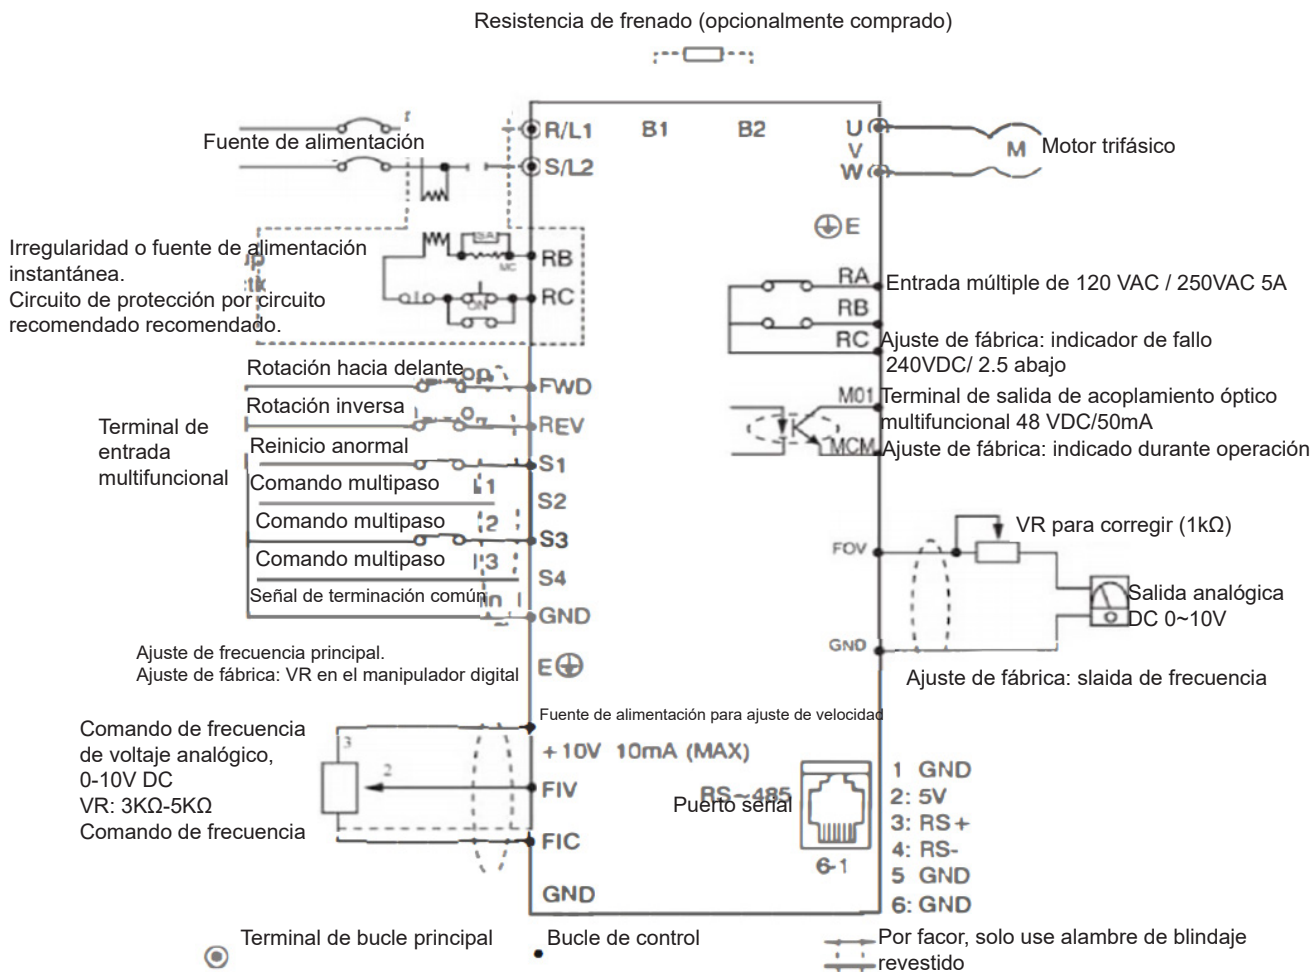 Resistencia de frenado (opcionalmente comprado)
Fuente de alimentación
R/L1
B1
B2
U
V
W
M
Motor trifásico
S/L2
E
Irregularidad o fuente de alimentación
instantánea.
Circuito de protección por circuito
recomendado recomendado.
SA
MC
RB
ON
RC
RA
Entrada múltiple de 120 VAC / 250VAC 5A
RB
RC
Ajuste de fábrica: indicador de fallo
240VDC/ 2.5 abajo
Terminal de
entrada
multifuncional
Rotación hacia delante
FWD
Rotación inversa
REV
Reinicio anormal
S1
Comando multipaso
S2
Comando multipaso
S3
Comando multipaso
S4
Señal de terminación común
GND
M01
Terminal de salida de acoplamiento óptico
multifuncional 48 VDC/50mA
MCM
Ajuste de fábrica: indicado durante operación
VR para corregir (1kΩ)
FOV
Salida analógica
DC 0~10V
GND
Ajuste de fábrica: slaida de frecuencia
Ajuste de frecuencia principal.
Ajuste de fábrica: VR en el manipulador digital
E
Fuente de alimentación para ajuste de velocidad
+10V 10mA (MAX)
Comando de frecuencia
de voltaje analógico,
0-10V DC
VR: 3KΩ-5KΩ
Comando de frecuencia
3
2
FIV
FIC
GND
RS~485
Puerto señal
6-1
1 GND
2: 5V
3: RS+
4: RS-
5 GND
6: GND
Terminal de bucle principal
Bucle de control
Por facor, solo use alambre de blindaje
revestido